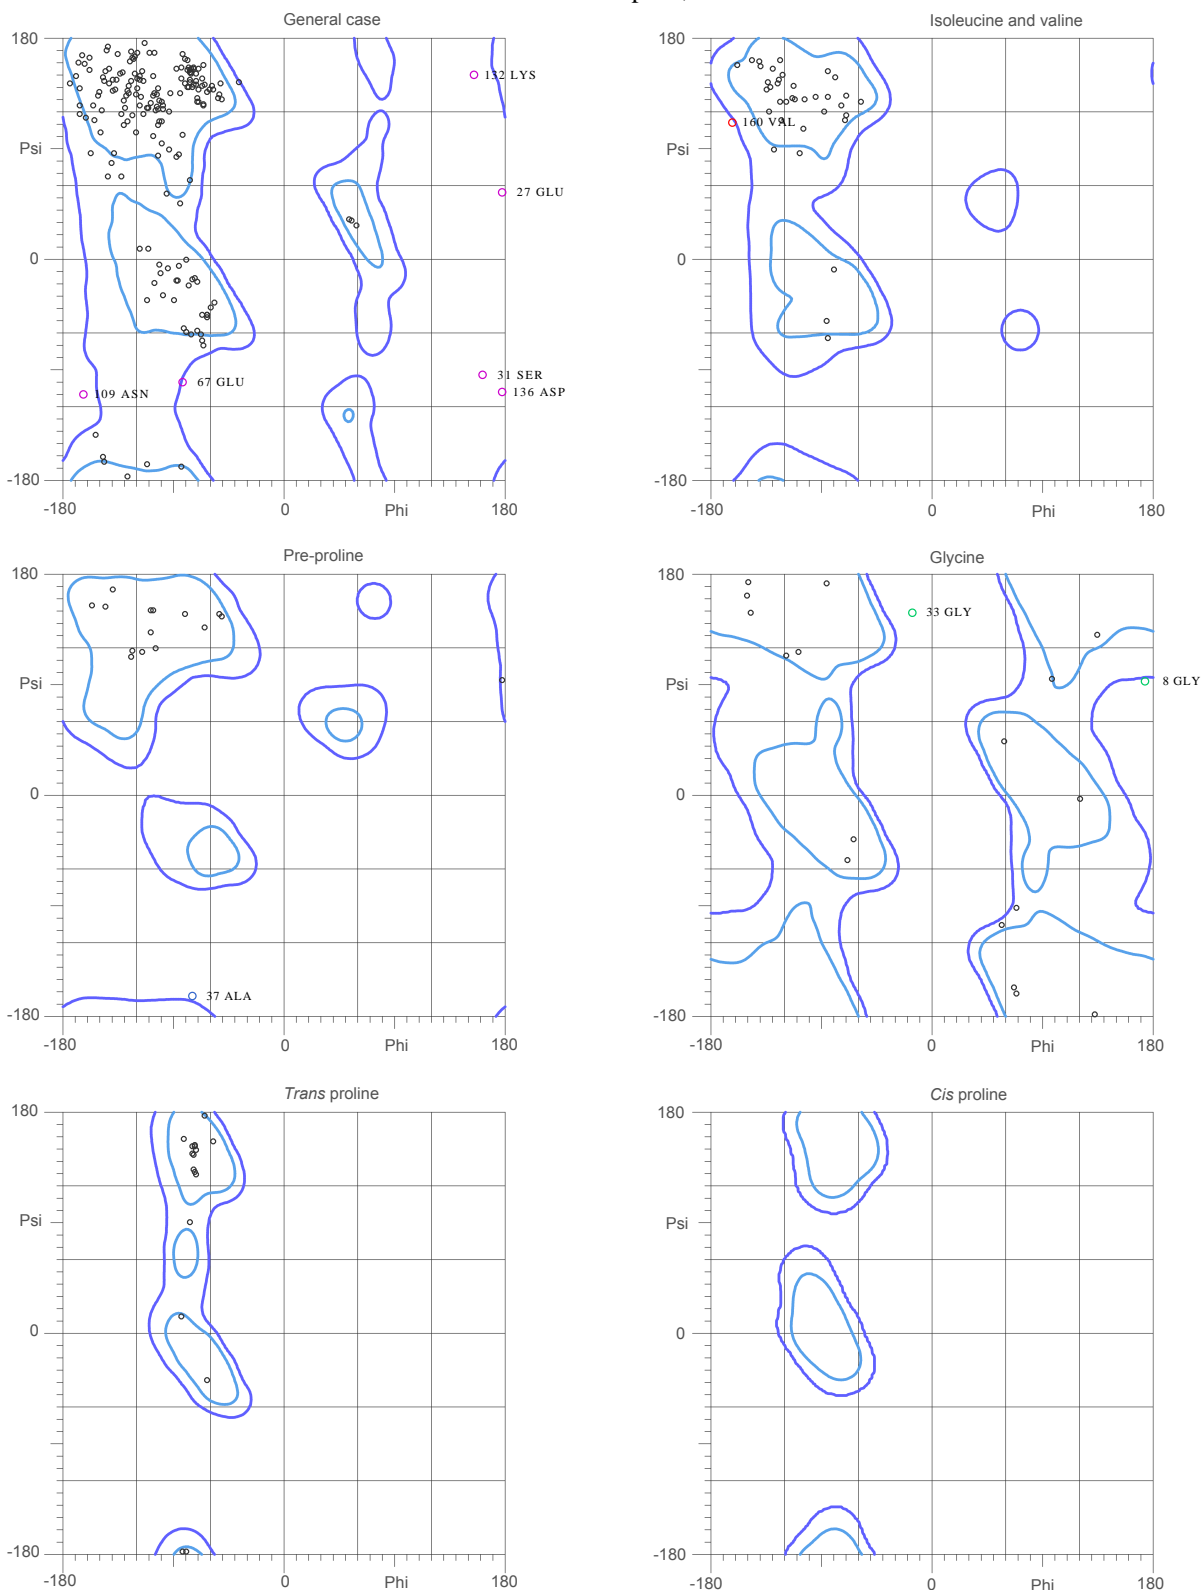 General case
180
Psi
0
-180
-180
0
Phi
180
132 LYS
27 GLU
31 SER
136 ASP
67 GLU
109 ASN
Isoleucine and valine
180
Psi
0
-180
-180
0
Phi
180
160 VAL
Pre-proline
180
Psi
0
-180
-180
0
Phi
180
37 ALA
Glycine
180
Psi
0
-180
-180
0
Phi
180
33 GLY
8 GLY
Trans proline
180
Psi
0
-180
-180
0
Phi
180
Cis proline
180
Psi
0
-180
-180
0
Phi
180